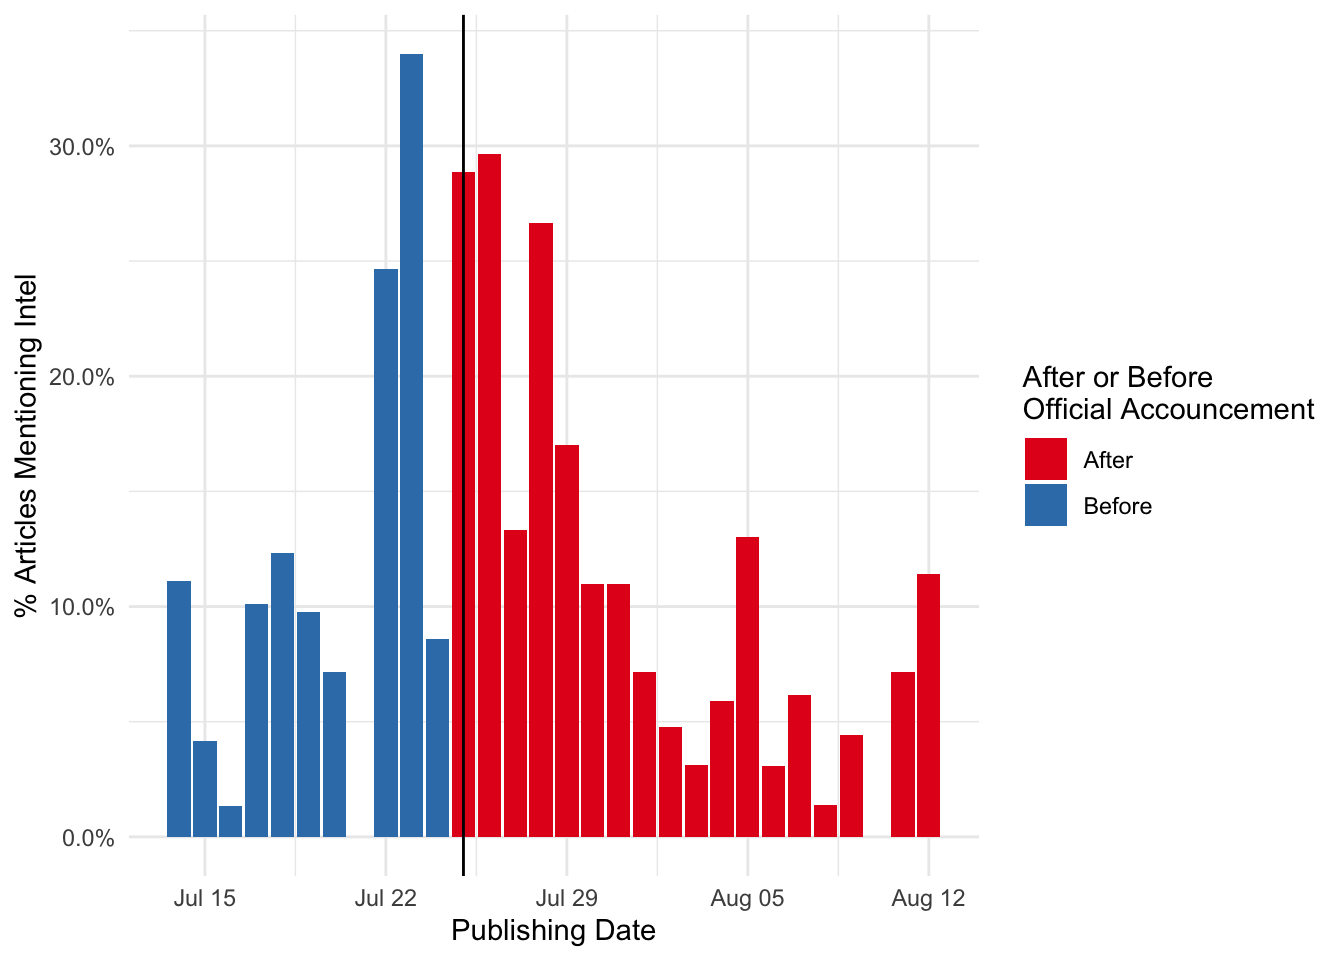 30.0%
20.0%
10.0%
0.0%
% Articles Mentioning Intel
Jul 15
Jul 22
Jul 29
Aug 05
Aug 12
Publishing Date
After or Before
Official Accouncement
After
Before